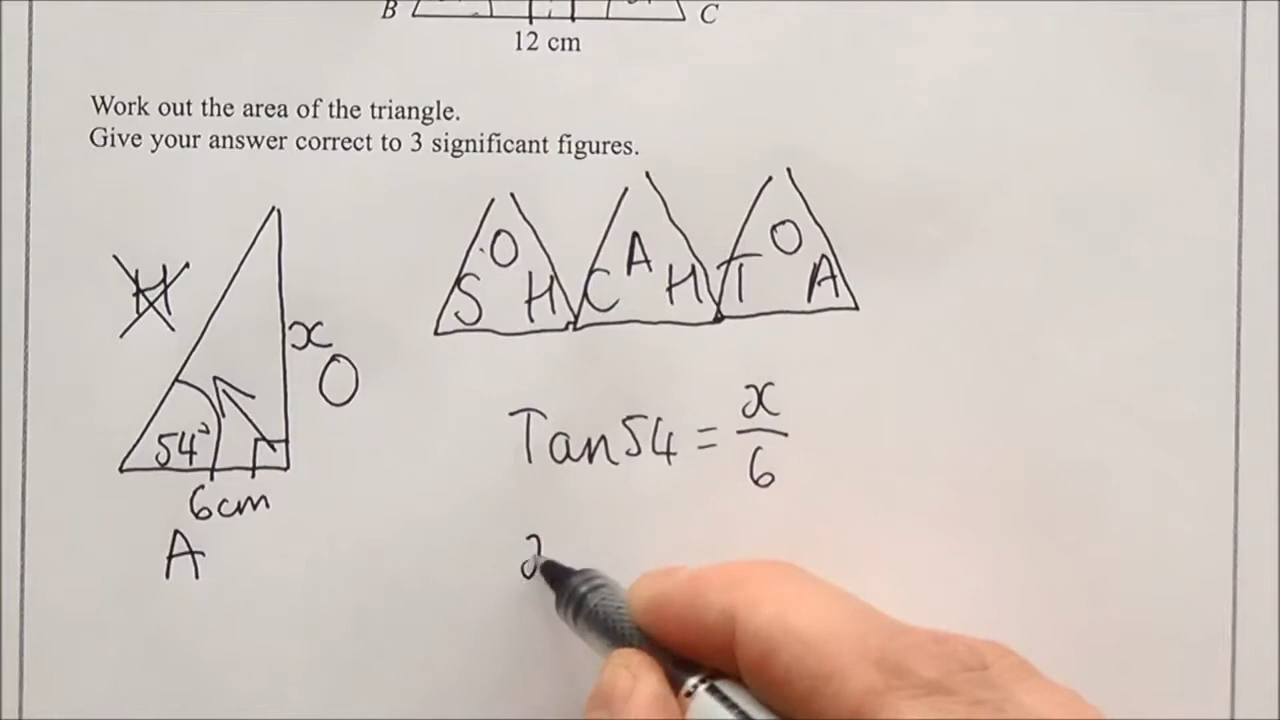 B C
12 cm
Work out the area of the triangle.
Give your answer correct to 3 significant figures.
S O H C A H T O A
H
x
O
54°
6cm
A
Tan54 = x/6